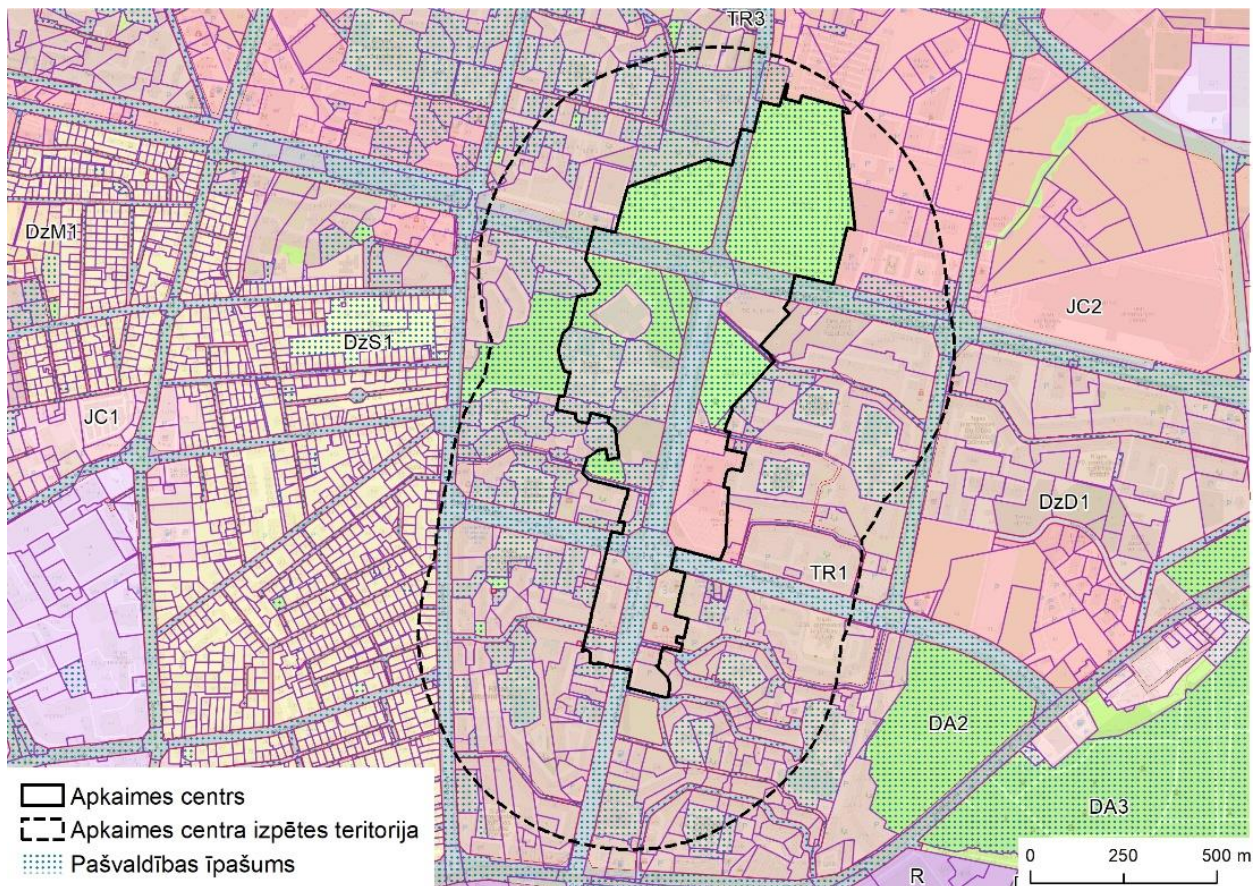 TR3
DzM1
JC2
DzS1
JC1
DzD1
TR1
DA2
DA3
R
Apkaimes centrs
Apkaimes centra izpētes teritorija
Pašvaldības īpašums
0 250 500 m